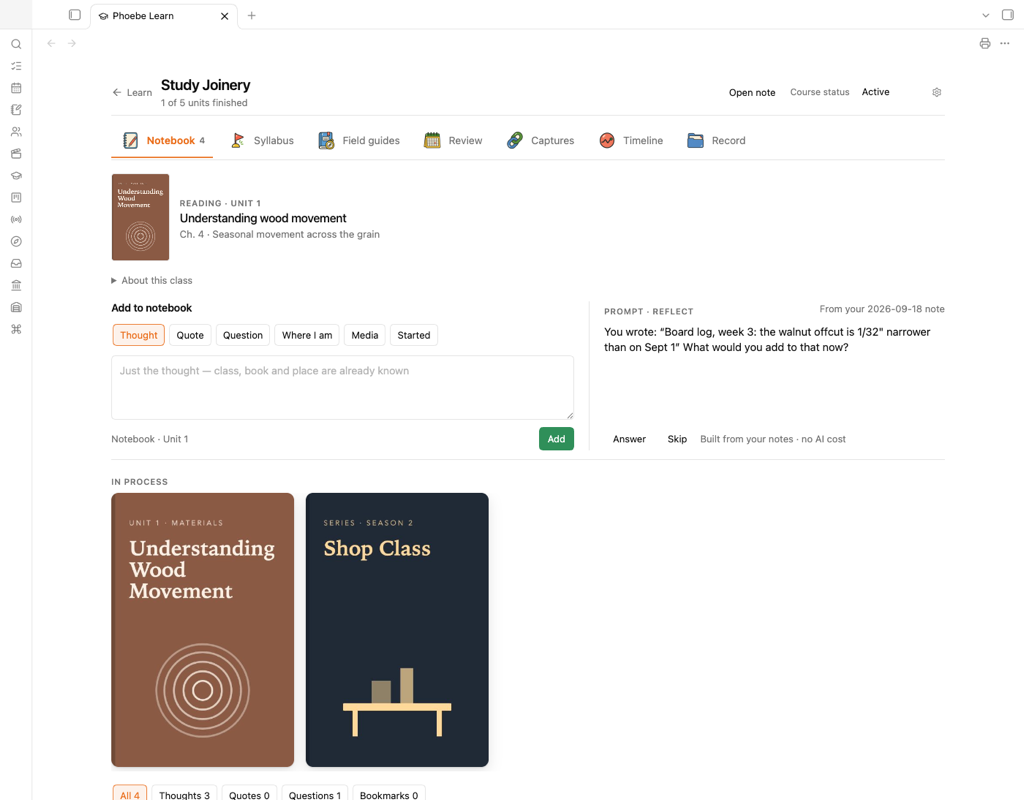 Phoebe Learn
Learn
Study Joinery
1 of 5 units finished
Open note
Course status
Active
Notebook 4
Syllabus
Field guides
Review
Captures
Timeline
Record
Understanding
Wood
Movement
READING · UNIT 1
Understanding wood movement
Ch. 4 · Seasonal movement across the grain
About this class
Add to notebook
Thought
Quote
Question
Where I am
Media
Started
Just the thought — class, book and place are already known
Notebook · Unit 1
Add
PROMPT · REFLECT
From your 2026-09-18 note
You wrote: “Board log, week 3: the walnut offcut is 1/32" narrower
than on Sept 1” What would you add to that now?
Answer
Skip
Built from your notes · no AI cost
IN PROCESS
UNIT 1 · MATERIALS
Understanding
Wood
Movement
SERIES · SEASON 2
Shop Class
All 4
Thoughts 3
Quotes 0
Questions 1
Bookmarks 0